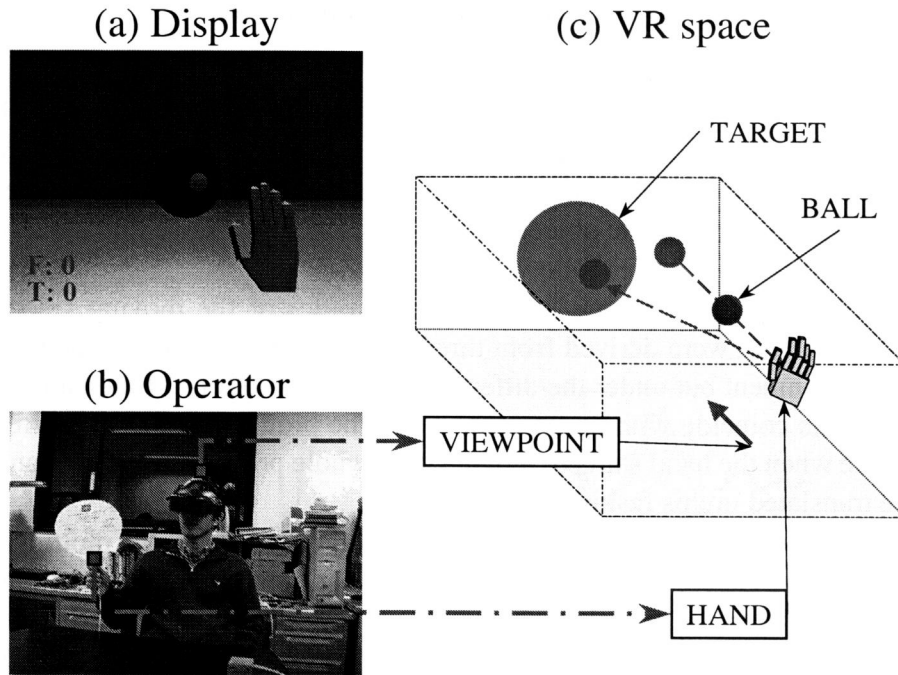 (a) Display
(c) VR space
TARGET
BALL
F: 0
T: 0
(b) Operator
VIEWPOINT
HAND